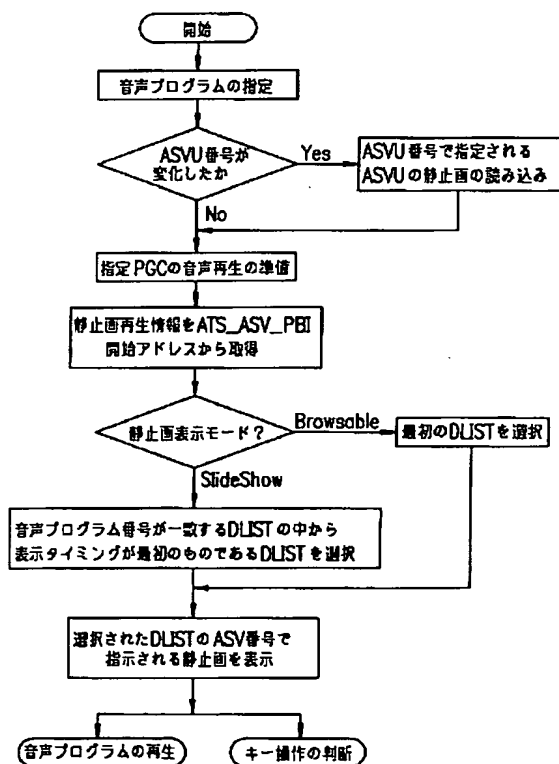 開始
音声プログラムの指定
ASVU番号が
変化したか
Yes
ASVU番号で指定される
ASVUの静止画の読み込み
No
指定PGCの音声再生の準値
静止画再生情報をATS_ASV_PBI
開始アドレスから取得
静止画表示モード?
Browsable
最初のDLISTを選択
SlideShow
音声プログラム番号が一致するDLISTの中から
表示タイミングが最初のものであるDLISTを選択
選択されたDLISTのASV番号で
指示される静止画を表示
音声プログラムの再生
キー操作の判断